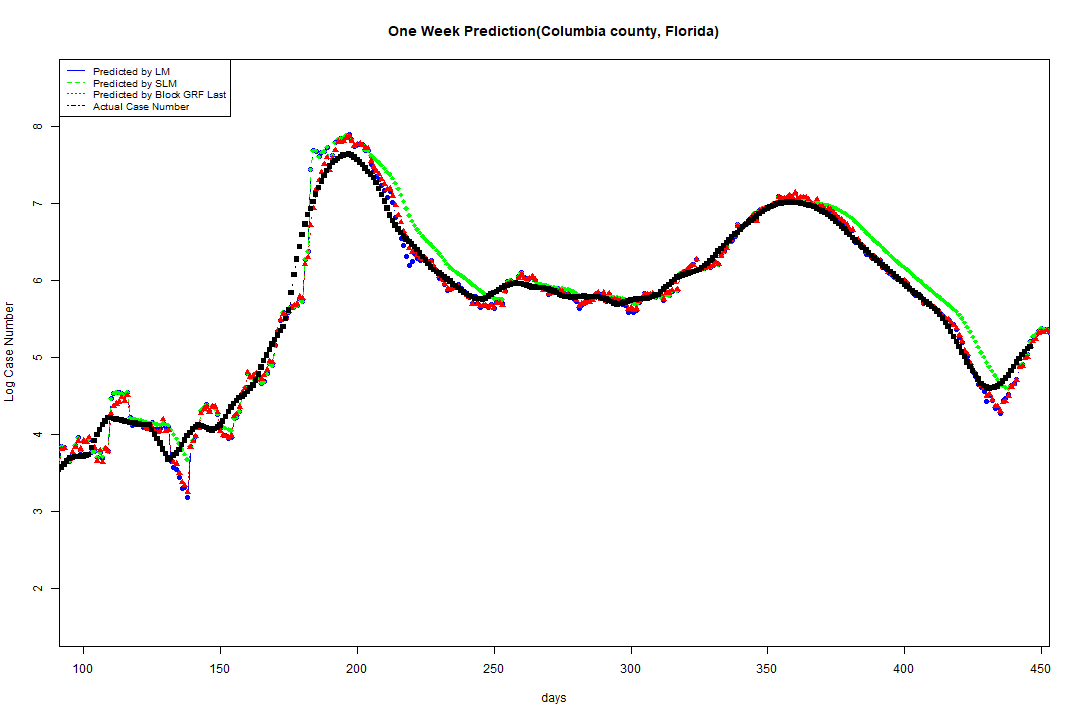 One Week Prediction(Columbia county, Florida)
Predicted by LM
Predicted by SLM
Predicted by Block GRF Last
Actual Case Number
8
7
6
5
4
3
2
Log Case Number
100 150 200 250 300 350 400 450
days